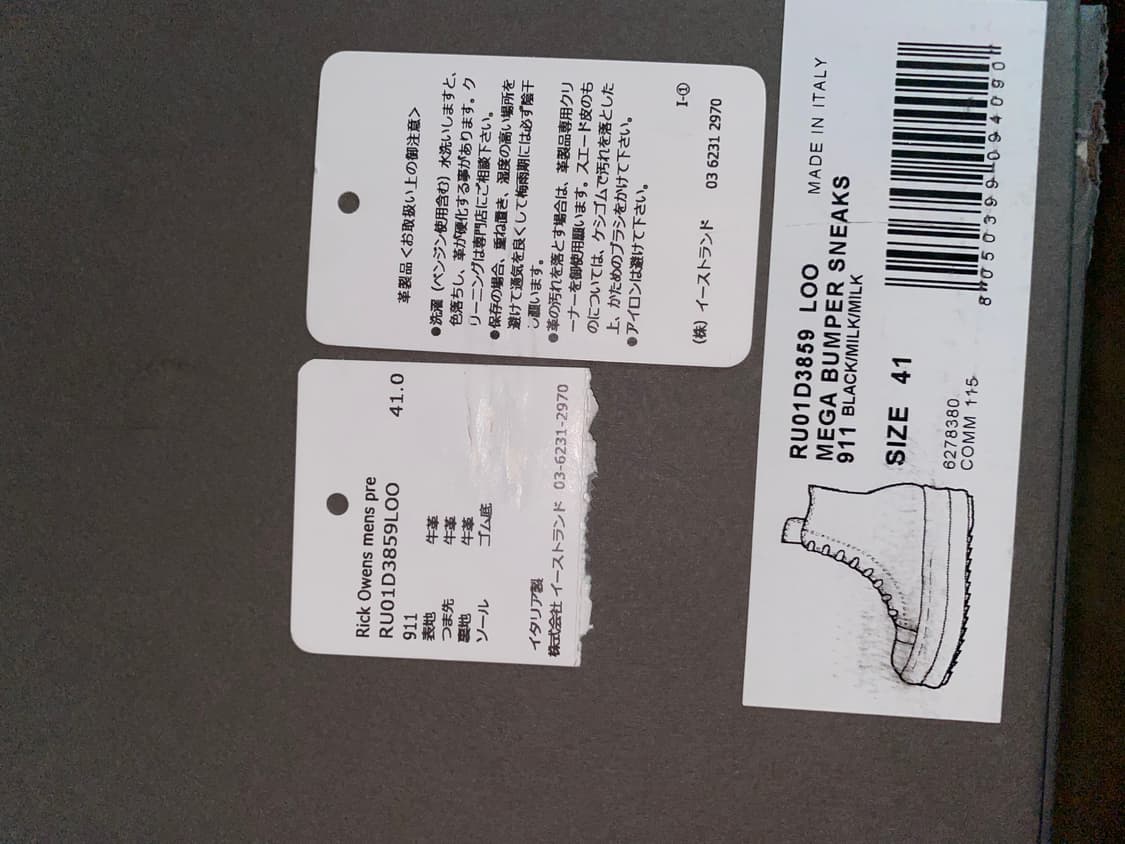 革製品＜お取扱い上の御注意＞
●洗濯（ベンジン使用含む）水洗いしますと、
色落ちし、革が硬化する事があります。ク
リーニングは専門店にご相談下さい。
●保存の場合、重ね置き、湿度の高い場所を
避けて通気を良くして梅雨期には必ず陰干
し願います。
●革の汚れを落とす場合は、革製品専用クリ
ーナーを御使用願います。スエード皮のも
のについては、ケシゴムで汚れを落とした
上、かためのブラシをかけて下さい。
●アイロンは避けて下さい。
I-①
(株) イーストランド 03 6231 2970
Rick Owens mens pre
RU01D3859LOO 41.0
911
表地 牛革
つま先 牛革
裏地 牛革
ソール ゴム底
イタリア製
株式会社 イーストランド 03-6231-2970
RU01D3859 LOO MADE IN ITALY
MEGA BUMPER SNEAKS
911 BLACK/MILK/MILK
SIZE 41
6278380
COMM 115
8050399094090